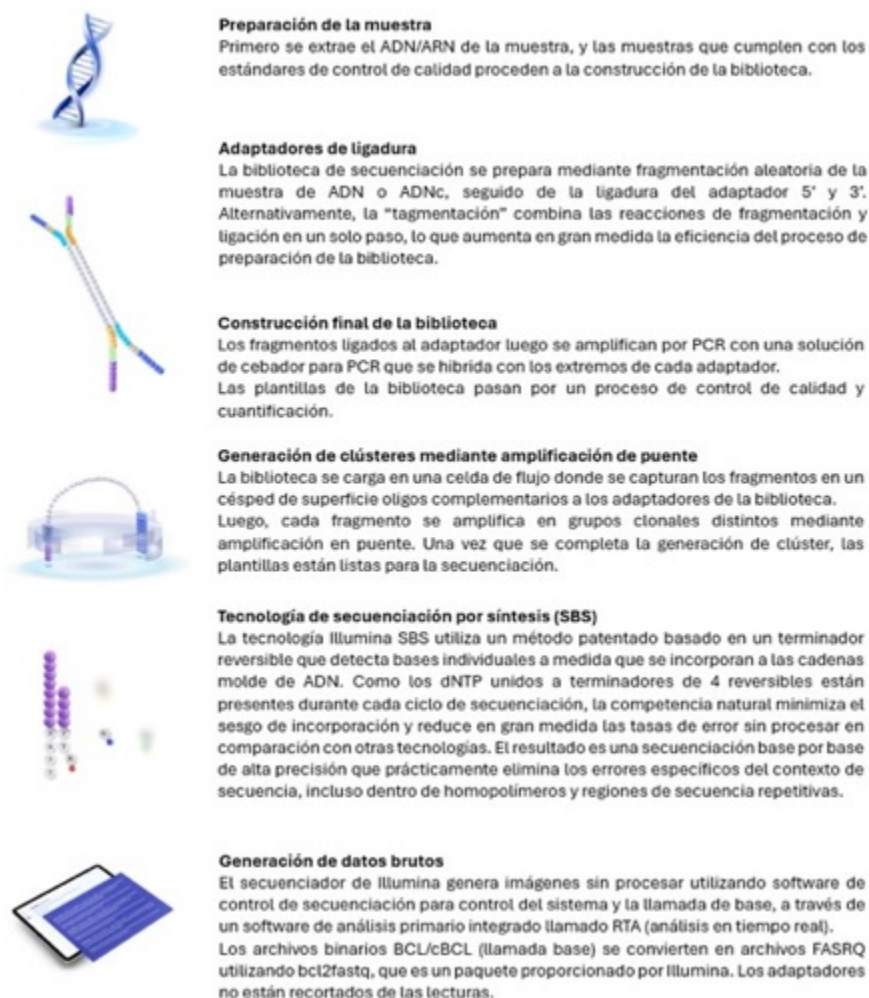 Preparación de la muestra
Primero se extrae el ADN/ARN de la muestra, y las muestras que cumplen con los
estándares de control de calidad proceden a la construcción de la biblioteca.
Adaptadores de ligadura
La biblioteca de secuenciación se prepara mediante fragmentación aleatoria de la
muestra de ADN o ADNc, seguido de la ligadura del adaptador 5' y 3'.
Alternativamente, la “tagmentación” combina las reacciones de fragmentación y
ligación en un solo paso, lo que aumenta en gran medida la eficiencia del proceso de
preparación de la biblioteca.
Construcción final de la biblioteca
Los fragmentos ligados al adaptador luego se amplifican por PCR con una solución
de cebador para PCR que se hibrida con los extremos de cada adaptador.
Las plantillas de la biblioteca pasan por un proceso de control de calidad y
cuantificación.
Generación de clústeres mediante amplificación de puente
La biblioteca se carga en una celda de flujo donde se capturan los fragmentos en un
césped de superficie oligos complementarios a los adaptadores de la biblioteca.
Luego, cada fragmento se amplifica en grupos clonales distintos mediante
amplificación en puente. Una vez que se completa la generación de clúster, las
plantillas están listas para la secuenciación.
Tecnología de secuenciación por síntesis (SBS)
La tecnología Illumina SBS utiliza un método patentado basado en un terminador
reversible que detecta bases individuales a medida que se incorporan a las cadenas
molde de ADN. Como los dNTP unidos a terminadores de 4 reversibles están
presentes durante cada ciclo de secuenciación, la competencia natural minimiza el
sesgo de incorporación y reduce en gran medida las tasas de error sin procesar en
comparación con otras tecnologías. El resultado es una secuenciación base por base
de alta precisión que prácticamente elimina los errores específicos del contexto de
secuencia, incluso dentro de homopolímeros y regiones de secuencia repetitivas.
Generación de datos brutos
El secuenciador de Illumina genera imágenes sin procesar utilizando software de
control de secuenciación para control del sistema y la llamada de base, a través de
un software de análisis primario integrado llamado RTA (análisis en tiempo real).
Los archivos binarios BCL/cBCL (llamada base) se convierten en archivos FASRQ
utilizando bcl2fastq, que es un paquete proporcionado por Illumina. Los adaptadores
no están recortados de las lecturas.